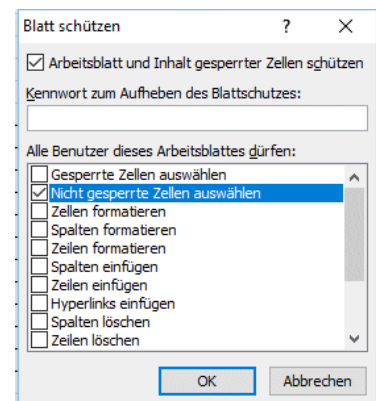 Blatt schützen ?
Arbeitsblatt und Inhalt gesperrter Zellen schützen
Kennwort zum Aufheben des Blattschutzes:
Alle Benutzer dieses Arbeitsblattes dürfen:
Gesperrte Zellen auswählen
Nicht gesperrte Zellen auswählen
Zellen formatieren
Spalten formatieren
Zeilen formatieren
Spalten einfügen
Zeilen einfügen
Hyperlinks einfügen
Spalten löschen
Zeilen löschen
OK Abbrechen